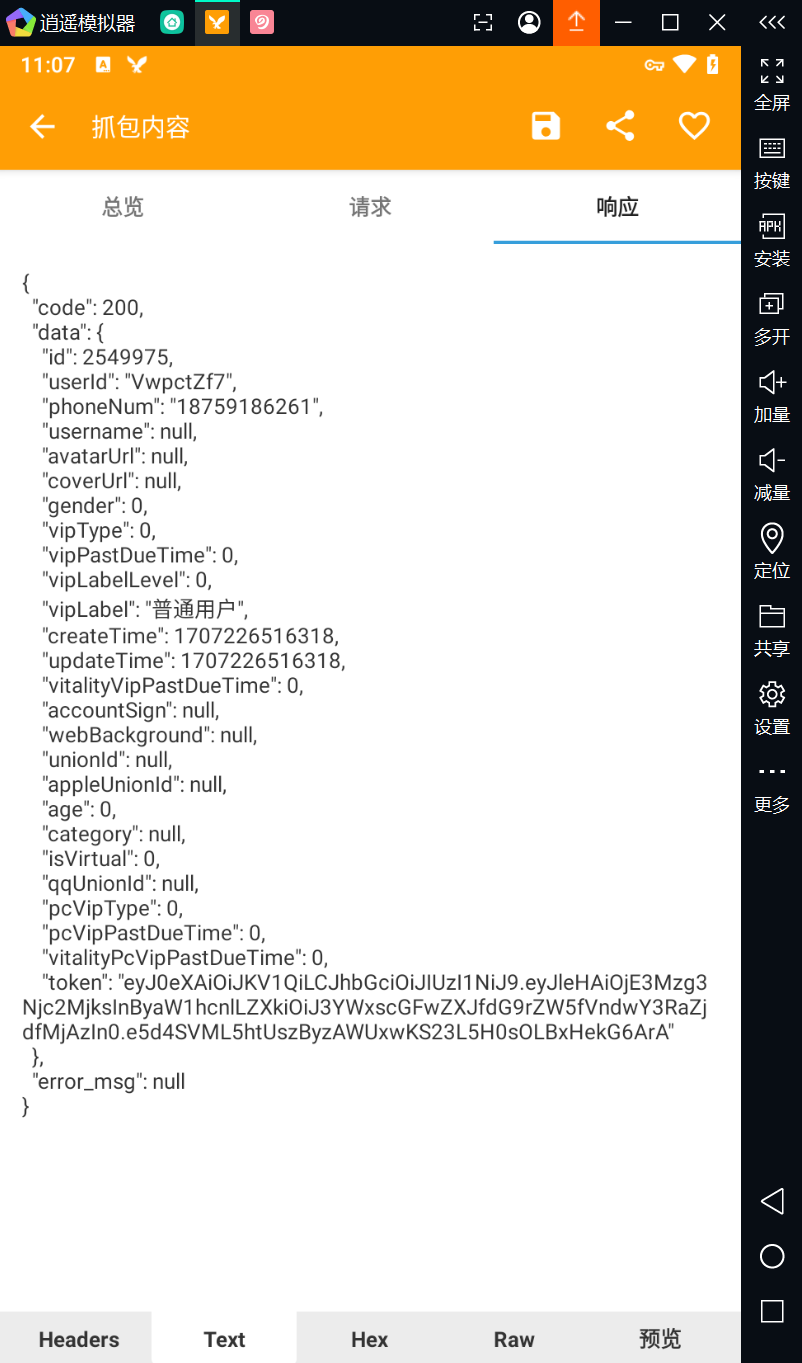 逍遥模拟器
11:07
抓包内容
总览 请求 响应
{
"code": 200,
"data": {
"id": 2549975,
"userId": "VwpctZf7",
"phoneNum": "18759186261",
"username": null,
"avatarUrl": null,
"coverUrl": null,
"gender": 0,
"vipType": 0,
"vipPastDueTime": 0,
"vipLabelLevel": 0,
"vipLabel": "普通用户",
"createTime": 1707226516318,
"updateTime": 1707226516318,
"vitalityVipPastDueTime": 0,
"accountSign": null,
"webBackground": null,
"unionId": null,
"appleUnionId": null,
"age": 0,
"category": null,
"isVirtual": 0,
"qqUnionId": null,
"pcVipType": 0,
"pcVipPastDueTime": 0,
"vitalityPcVipPastDueTime": 0,
"token": "eyJ0eXAiOiJKV1QiLCJhbGciOiJIUzI1NiJ9.eyJleHAiOjE3Mzg3
Njc2MjksInByaW1hcnlLZXkiOiJ3YWxscGFwZXJfdG9rZW5fVndwY3RaZj
dfMjAzIn0.e5d4SVML5htUszByzAWUxwKS23L5H0sOLBxHekG6ArA"
},
"error_msg": null
}
Headers Text Hex Raw 预览
全屏
按键
APK
安装
多开
加量
减量
定位
共享
设置
更多